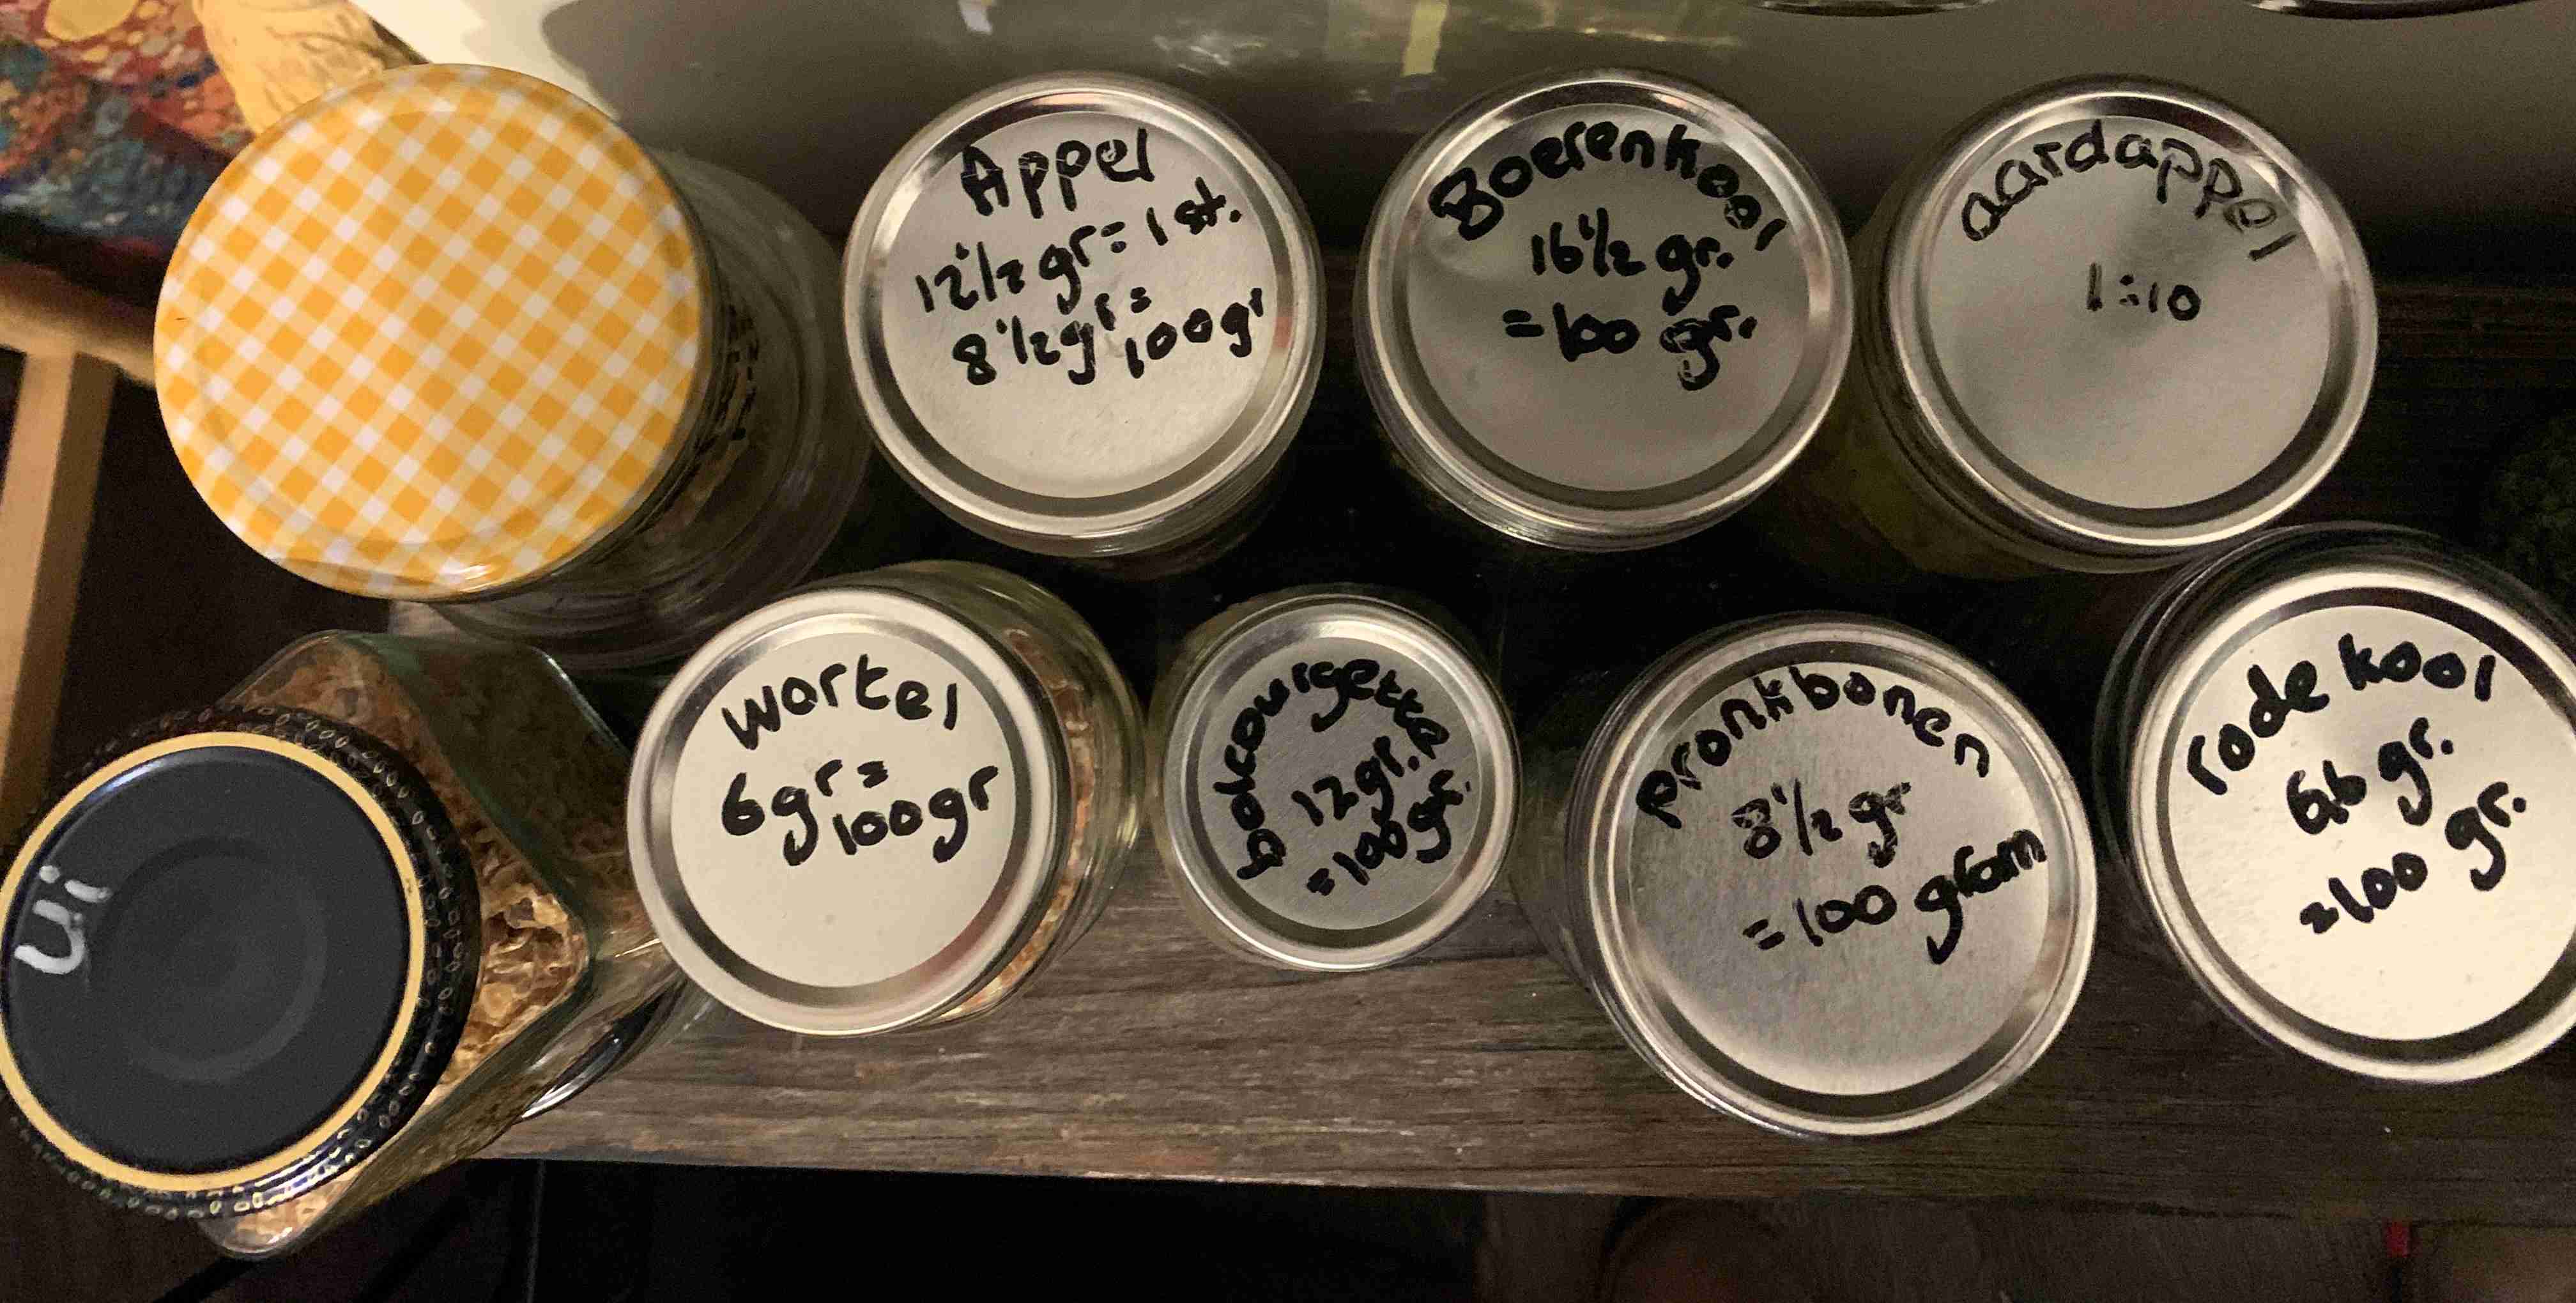 Appel
12½ gr = 1 st.
8½ gr =
100 gr
Boerenkool
16½ gr.
= 100 gr.
aardappel
1:10
ui
wortel
6 gr =
100 gr
bolcourgette
12 gr.
= 100 gr.
pronkbonen
8½ gr
= 100 gram
rode kool
6,6 gr.
= 100 gr.